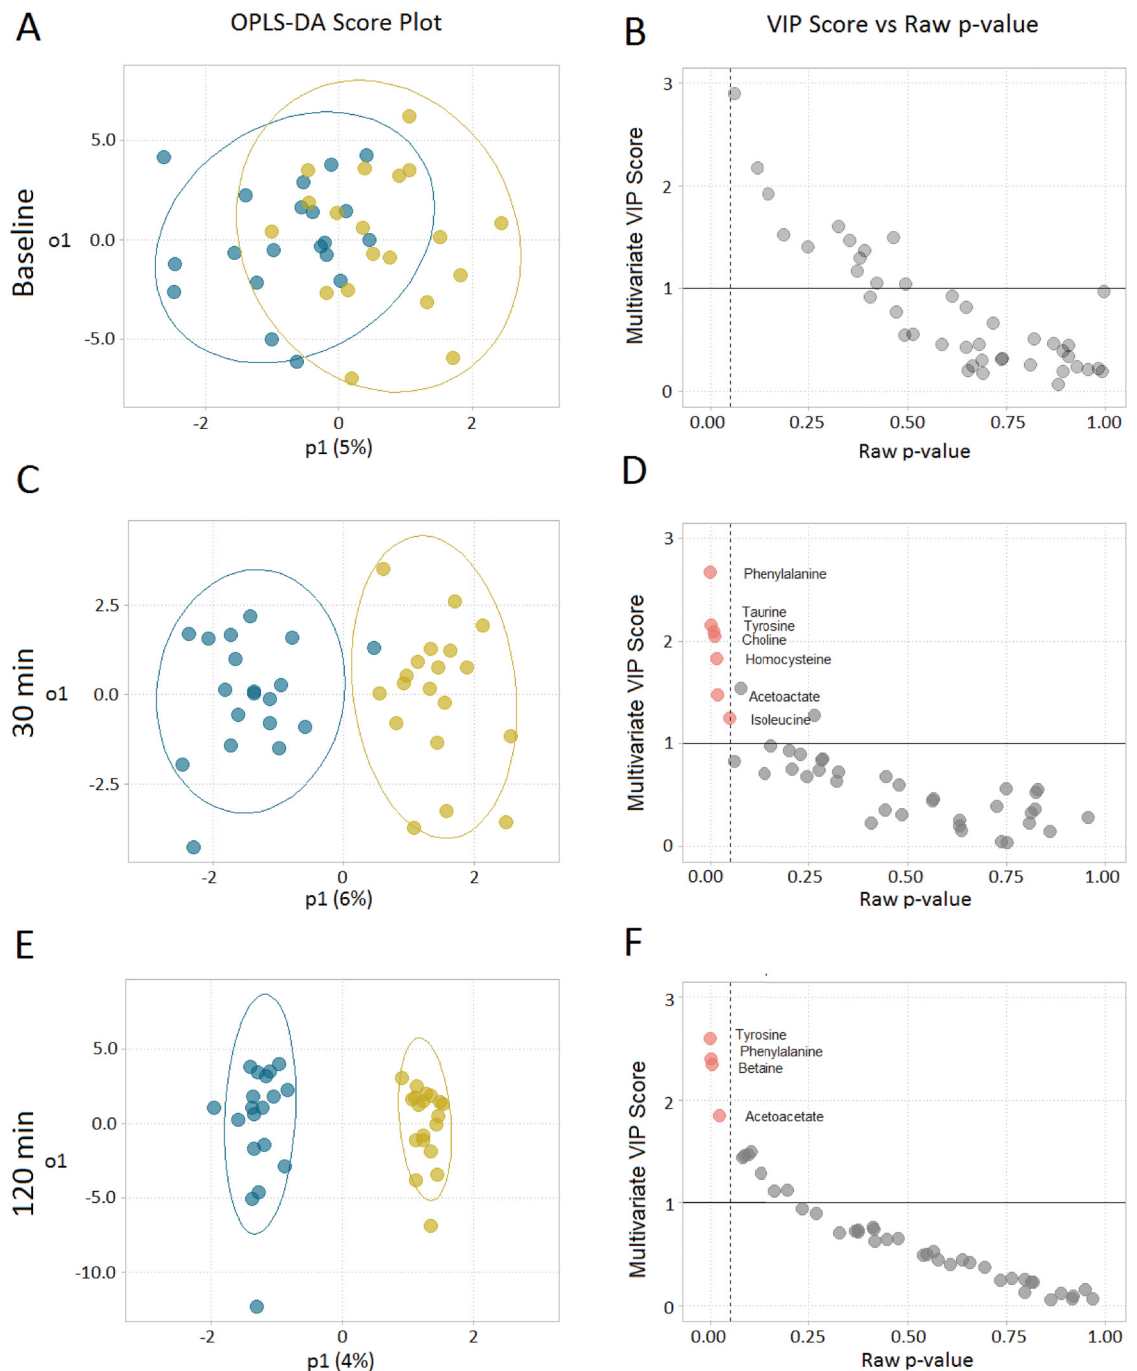 A
OPLS-DA Score Plot
B
VIP Score vs Raw p-value
Baseline
o1
5.0
0.0
-5.0
-2
0
2
p1 (5%)
Multivariate VIP Score
3
2
1
0
0.00
0.25
0.50
0.75
1.00
Raw p-value
C
30 min
o1
2.5
0.0
-2.5
-2
0
2
p1 (6%)
D
Multivariate VIP Score
3
2
1
0
Phenylalanine
Taurine
Tyrosine
Choline
Homocysteine
Acetoactate
Isoleucine
0.00
0.25
0.50
0.75
1.00
Raw p-value
E
120 min
o1
5.0
0.0
-5.0
-10.0
-2
0
2
p1 (4%)
F
Multivariate VIP Score
3
2
1
0
Tyrosine
Phenylalanine
Betaine
Acetoacetate
0.00
0.25
0.50
0.75
1.00
Raw p-value